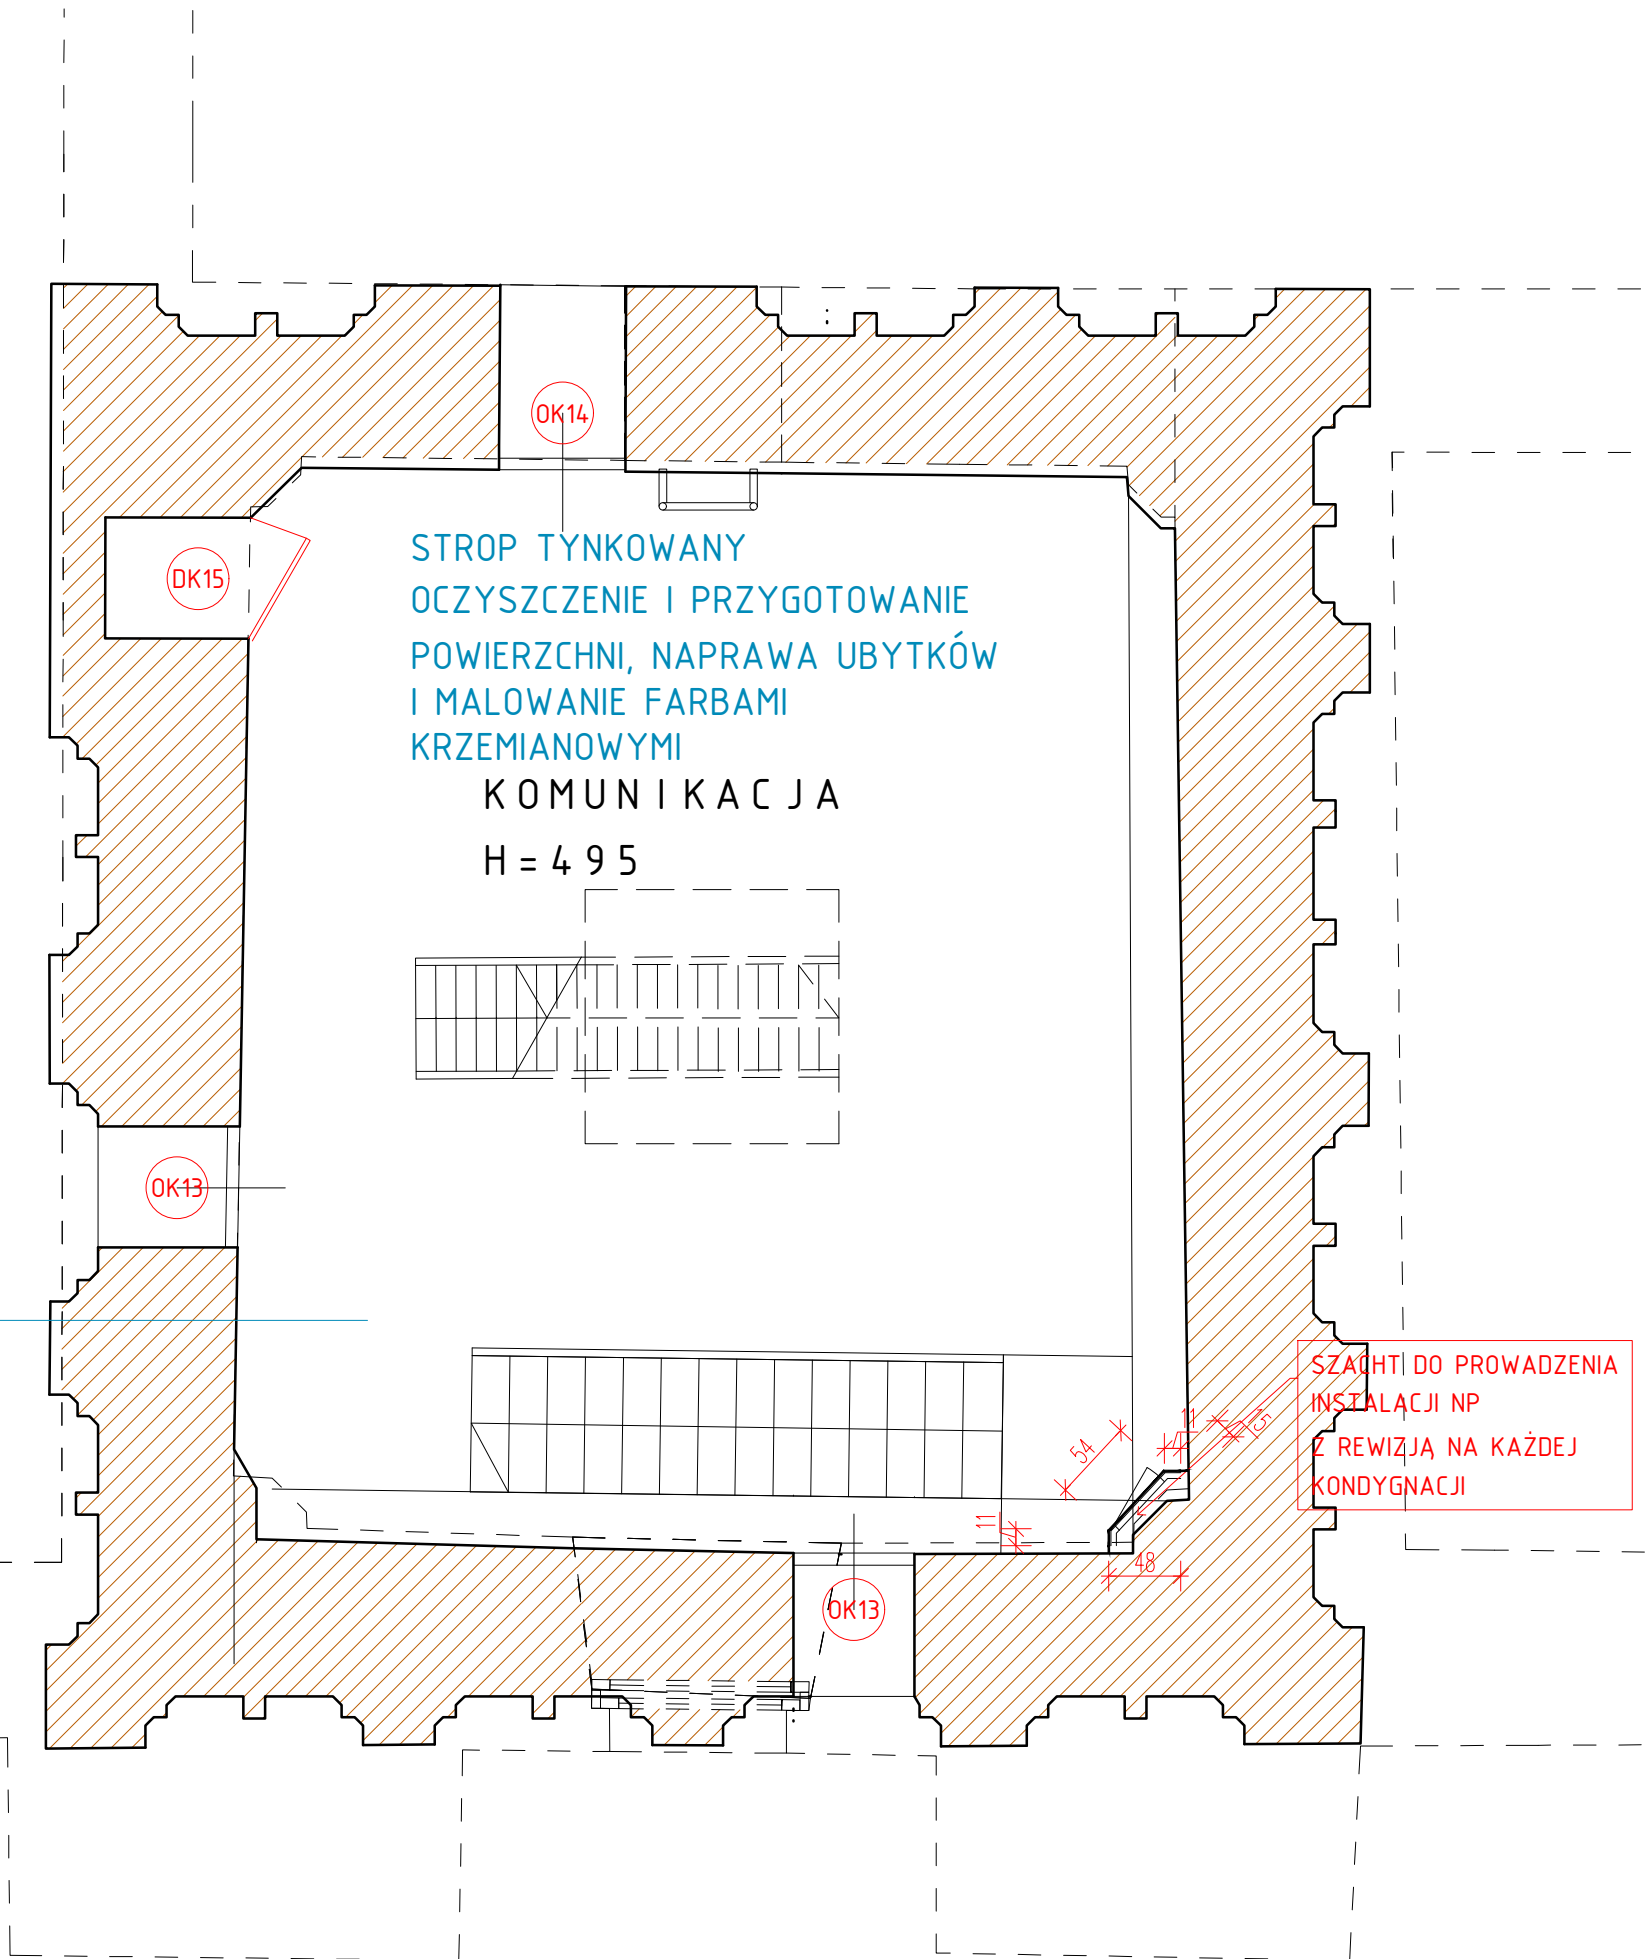 OK14
STROP TYNKOWANY
DK15
OCZYSZCZENIE I PRZYGOTOWANIE
POWIERZCHNI, NAPRAWA UBYTKÓW
I MALOWANIE FARBAMI
KRZEMIANOWYMI
KOMUNIKACJA
H=495
OK13
SZACHT DO PROWADZENIA
INSTALACJI NP
Z REWIZJĄ NA KAŻDEJ
KONDYGNACJI
11
15
54
11
48
OK13